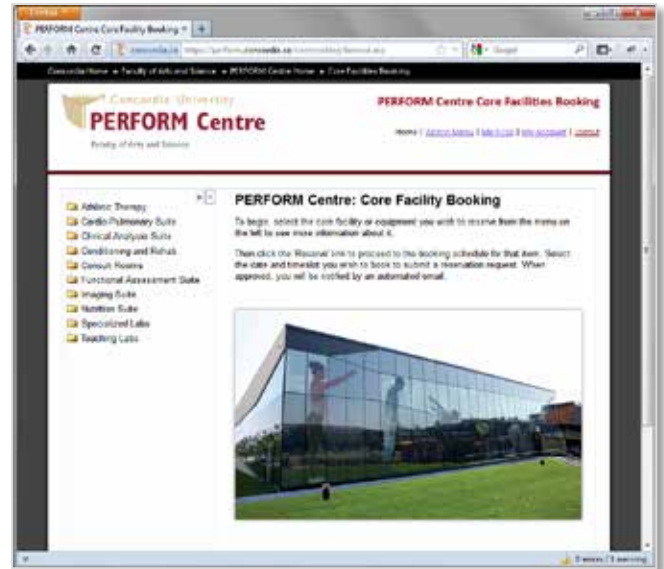 PERFORM Centre Core Facility Booking
concordia.ca
Concordia Home Faculty of Arts and Science PERFORM Centre Home Core Facilities Booking
Concordia University
PERFORM Centre
Faculty of Arts and Science
PERFORM Centre Core Facilities Booking
Home | | | My Account | Logout
Athletic Therapy
Cardio Pulmonary Suite
Clinical Analysis Suite
Conditioning and Rehab
Consult Rooms
Functional Assessment Suite
Imaging Suite
Nutrition Suite
Specialized Labs
Teaching Labs
PERFORM Centre: Core Facility Booking
To begin, select the core facility or equipment you wish to reserve from the menu on
the left to see more information about it.
Then click the 'Reserve' link to proceed to the booking schedule for that item. Select
the date and timeslot you wish to book to submit a reservation request. When
approved, you will be notified by an automated email.